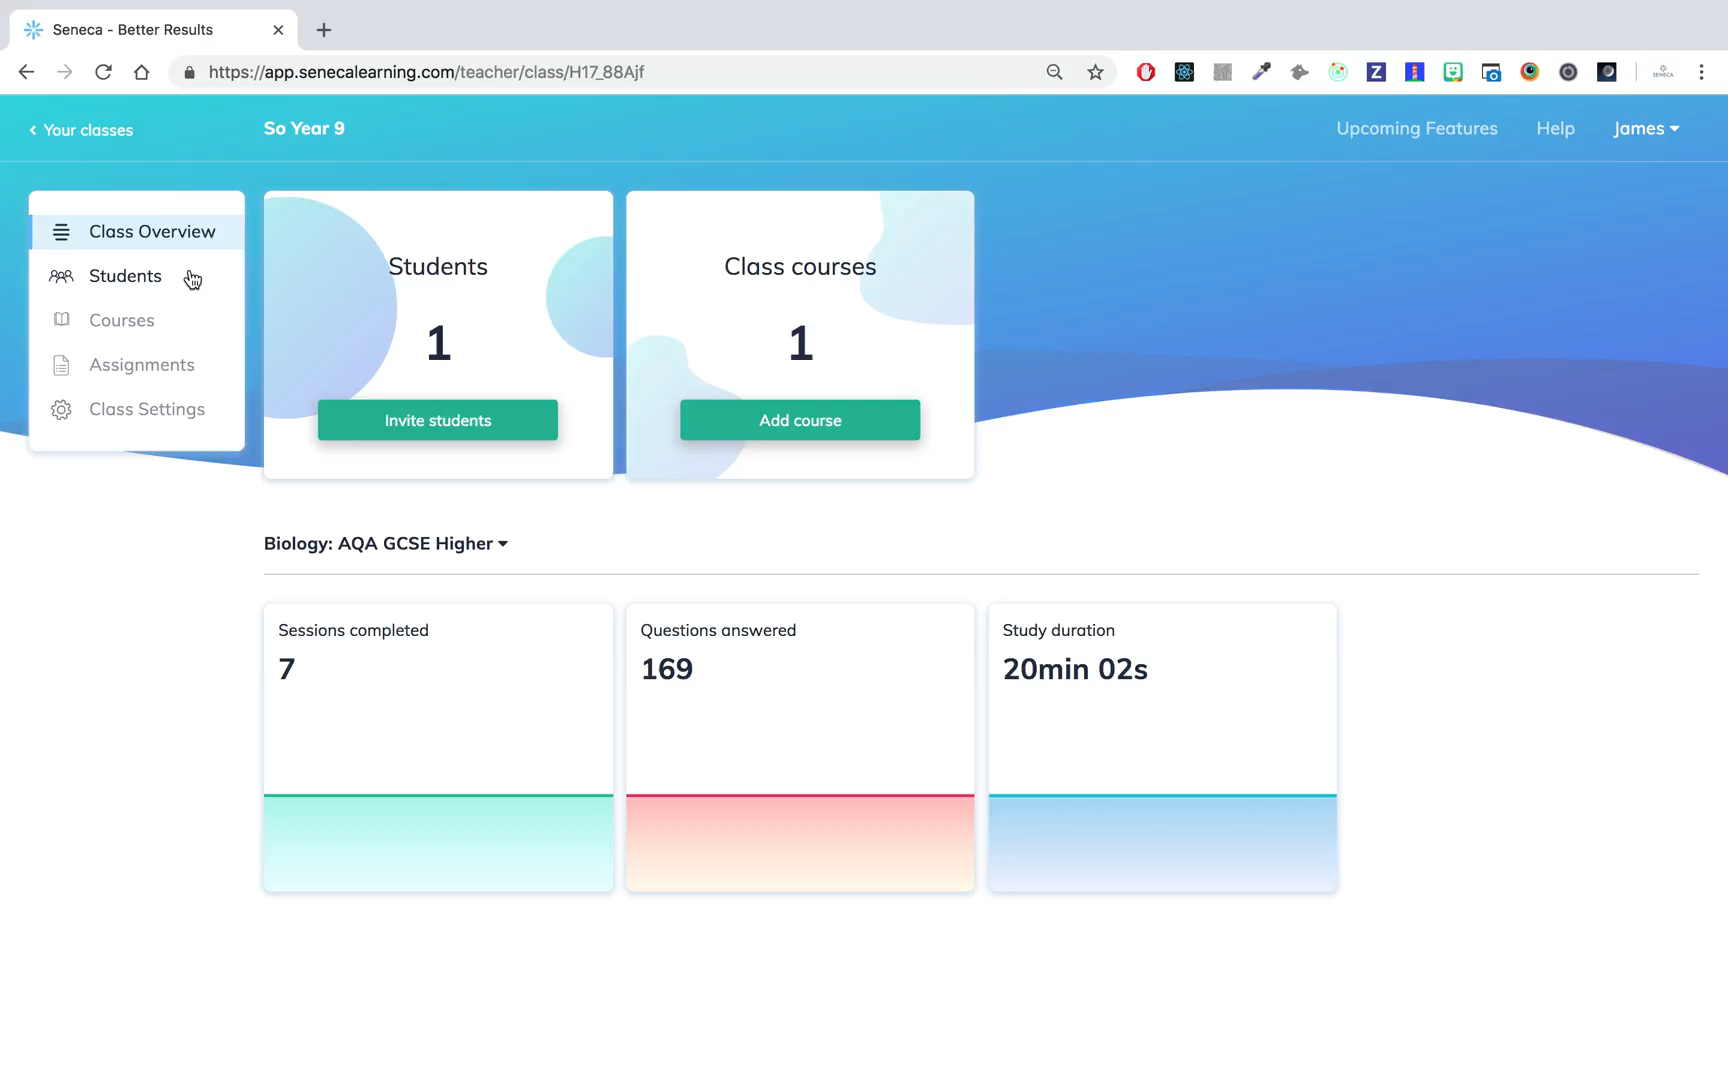 Seneca - Better Results
https://app.senecalearning.com/teacher/class/H17_88Ajf
Your classes
So Year 9
Upcoming Features
Help
James
Class Overview
Students
Courses
Assignments
Class Settings
Students
1
Invite students
Class courses
1
Add course
Biology: AQA GCSE Higher
Sessions completed
7
Questions answered
169
Study duration
20min 02s